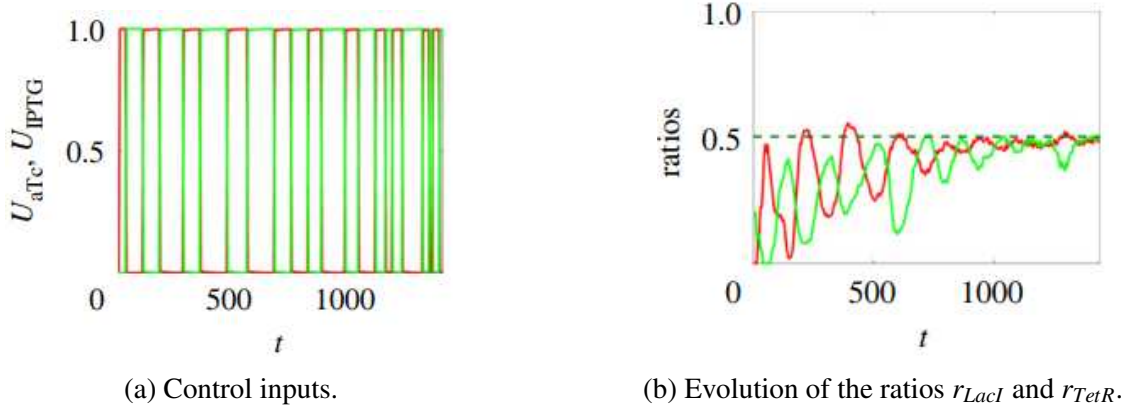 1.0
0.5
0 500 1000
U_aTc, U_IPTG
t
(a) Control inputs.
1.0
0.5
0 500 1000
ratios
t
(b) Evolution of the ratios r_LacI and r_TetR.